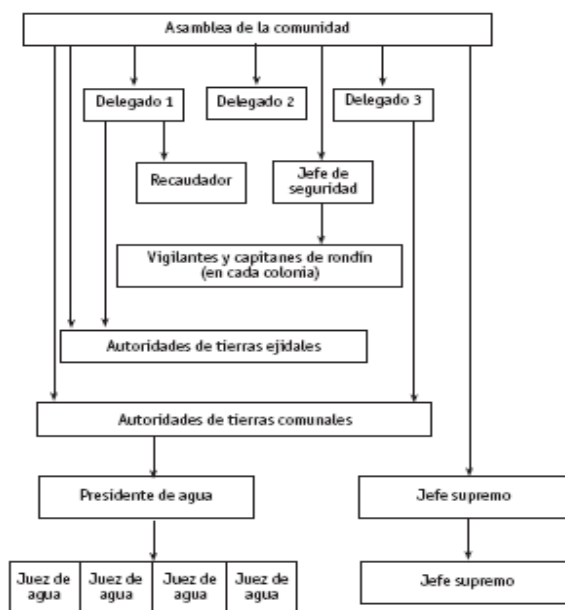 Asamblea de la comunidad
Delegado 1
Delegado 2
Delegado 3
Recaudador
Jefe de
seguridad
Vigilantes y capitanes de rondín
(en cada colonia)
Autoridades de tierras ejidales
Autoridades de tierras comunales
Presidente de agua
Jefe supremo
Juez de
agua
Juez de
agua
Juez de
agua
Juez de
agua
Jefe supremo